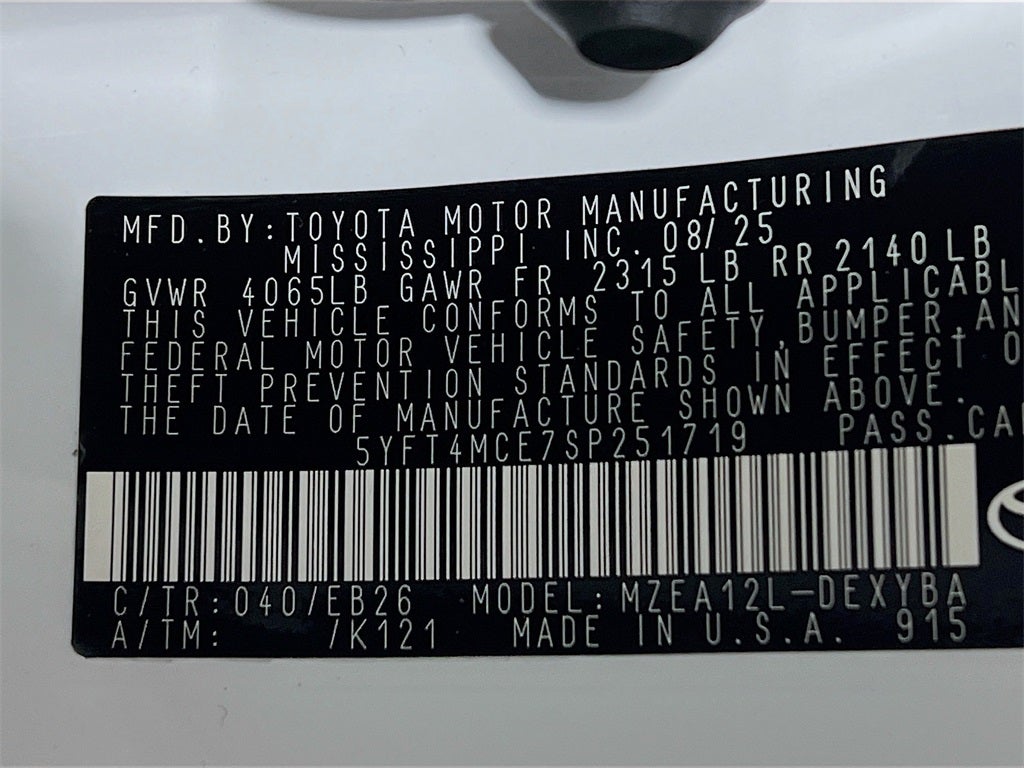 MFD.BY:TOYOTA MOTOR MANUFACTURING
MISSISSIPPI INC. 08/25
GVWR 4065LB GAWR FR 2315 LB RR 2140 LB
THIS VEHICLE CONFORMS TO ALL APPLICABL
FEDERAL MOTOR VEHICLE SAFETY,BUMPER,AN
THEFT PREVENTION STANDARDS IN EFFECT O
THE DATE OF MANUFACTURE SHOWN ABOVE.
5YFT4MCE7SP251719 PASS.CA
C/TR:040/EB26 MODEL:MZEA12L-DEXYBA
A/TM: /K121 MADE IN U.S.A. 915